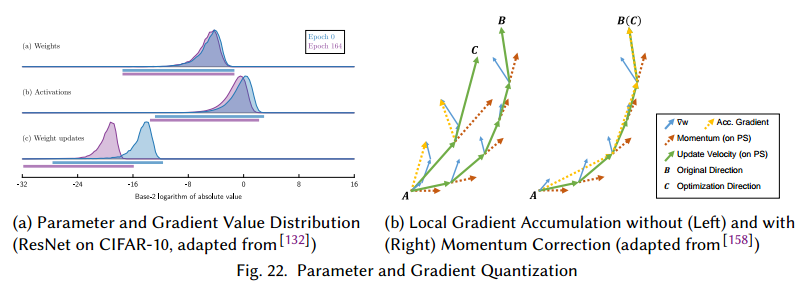 (a) Weights
Epoch 0
Epoch 164
(b) Activations
(c) Weight updates
-32 -24 -16 -8 0 8 16
Base-2 logarithm of absolute value
B
C
A
B(C)
A
∇w Acc. Gradient
Momentum (on PS)
Update Velocity (on PS)
B Original Direction
C Optimization Direction
(a) Parameter and Gradient Value Distribution
(ResNet on CIFAR-10, adapted from[132])
(b) Local Gradient Accumulation without (Left) and with
(Right) Momentum Correction (adapted from[158])
Fig. 22. Parameter and Gradient Quantization